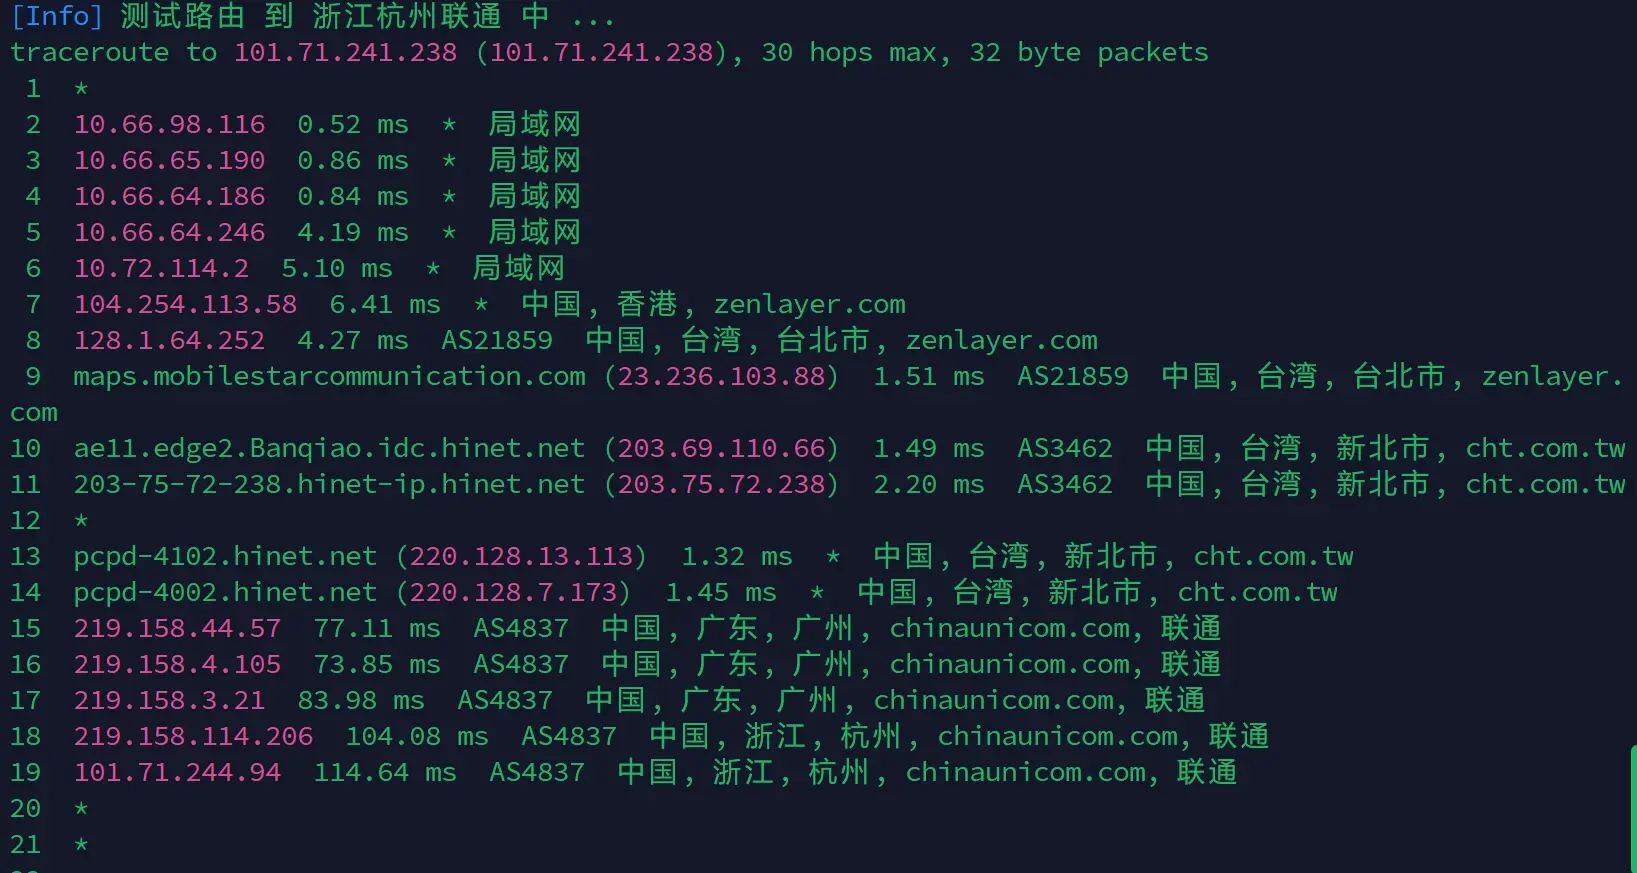 [Info] 测试路由 到 浙江杭州联通 中 ...
traceroute to 101.71.241.238 (101.71.241.238), 30 hops max, 32 byte packets
1 *
2 10.66.98.116 0.52 ms * 局域网
3 10.66.65.190 0.86 ms * 局域网
4 10.66.64.186 0.84 ms * 局域网
5 10.66.64.246 4.19 ms * 局域网
6 10.72.114.2 5.10 ms * 局域网
7 104.254.113.58 6.41 ms * 中国, 香港, zenlayer.com
8 128.1.64.252 4.27 ms AS21859 中国, 台湾, 台北市, zenlayer.com
9 maps.mobilestarcommunication.com (23.236.103.88) 1.51 ms AS21859 中国, 台湾, 台北市, zenlayer.
com
10 ae11.edge2.Banqiao.idc.hinet.net (203.69.110.66) 1.49 ms AS3462 中国, 台湾, 新北市, cht.com.tw
11 203-75-72-238.hinet-ip.hinet.net (203.75.72.238) 2.20 ms AS3462 中国, 台湾, 新北市, cht.com.tw
12 *
13 pcpd-4102.hinet.net (220.128.13.113) 1.32 ms * 中国, 台湾, 新北市, cht.com.tw
14 pcpd-4002.hinet.net (220.128.7.173) 1.45 ms * 中国, 台湾, 新北市, cht.com.tw
15 219.158.44.57 77.11 ms AS4837 中国, 广东, 广州, chinaunicom.com, 联通
16 219.158.4.105 73.85 ms AS4837 中国, 广东, 广州, chinaunicom.com, 联通
17 219.158.3.21 83.98 ms AS4837 中国, 广东, 广州, chinaunicom.com, 联通
18 219.158.114.206 104.08 ms AS4837 中国, 浙江, 杭州, chinaunicom.com, 联通
19 101.71.244.94 114.64 ms AS4837 中国, 浙江, 杭州, chinaunicom.com, 联通
20 *
21 *